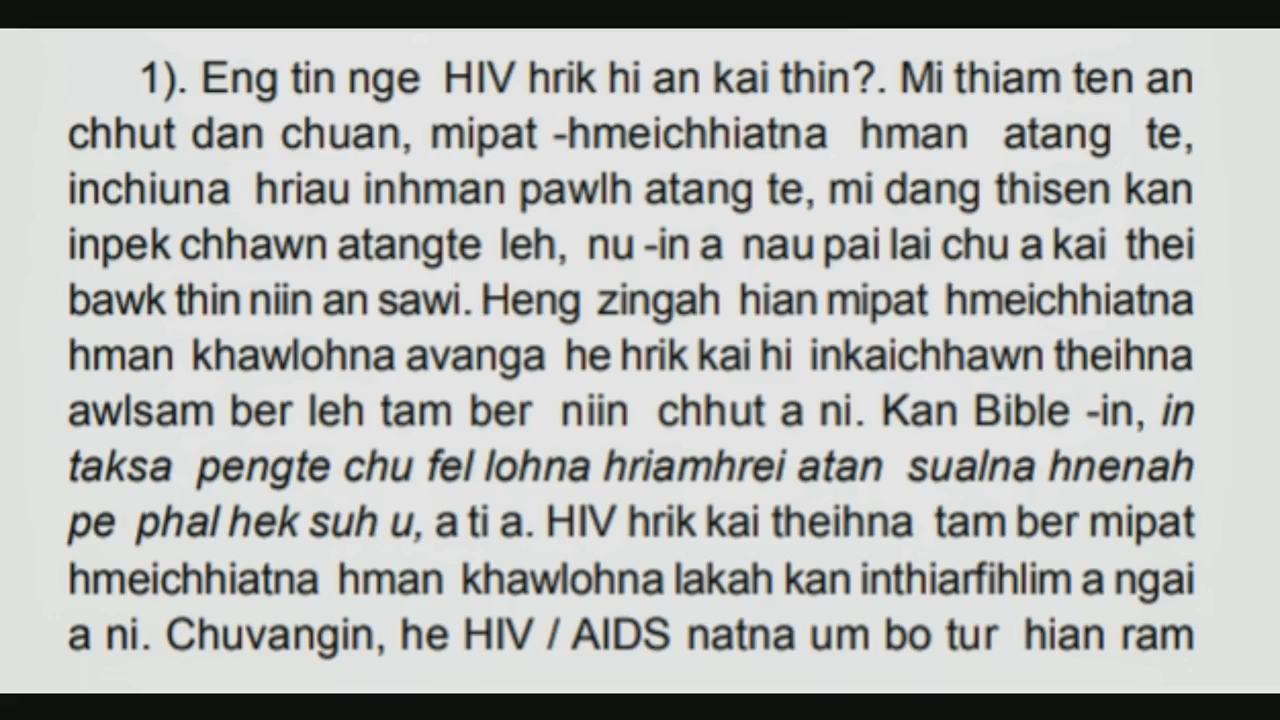 1). Eng tin nge HIV hrik hi an kai thin?. Mi thiam ten an
chhut dan chuan, mipat -hmeichhiatna hman atang te,
inchiuna hriau inhman pawlh atang te, mi dang thisen kan
inpek chhawn atangte leh, nu -in a nau pai lai chu a kai thei
bawk thin niin an sawi. Heng zingah hian mipat hmeichhiatna
hman khawlohna avanga he hrik kai hi inkaichhawn theihna
awlsam ber leh tam ber niin chhut a ni. Kan Bible -in, in
taksa pengte chu fel lohna hriamhrei atan sualna hnenah
pe phal hek suh u, a ti a. HIV hrik kai theihna tam ber mipat
hmeichhiatna hman khawlohna lakah kan inthiarfihlim a ngai
a ni. Chuvangin, he HIV / AIDS natna um bo tur hian ram